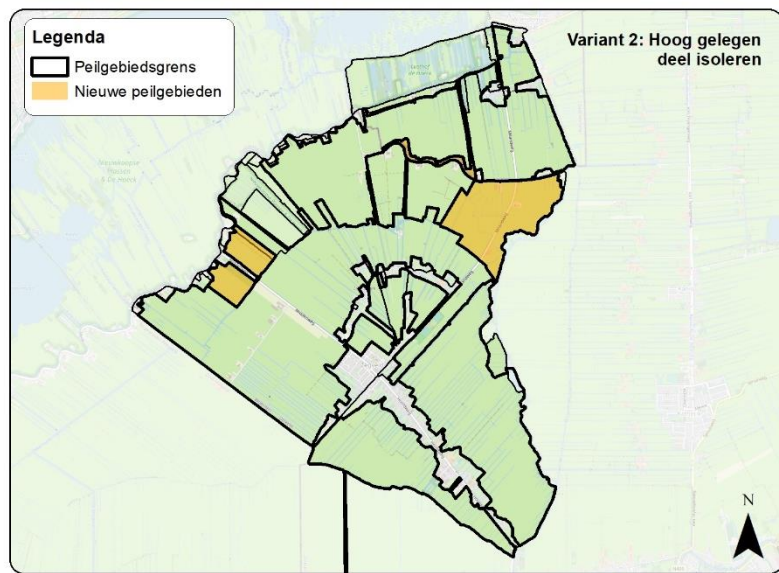 Legenda
Peilgebiedsgrens
Nieuwe peilgebieden
Variant 2: Hoog gelegen
deel isoleren
N